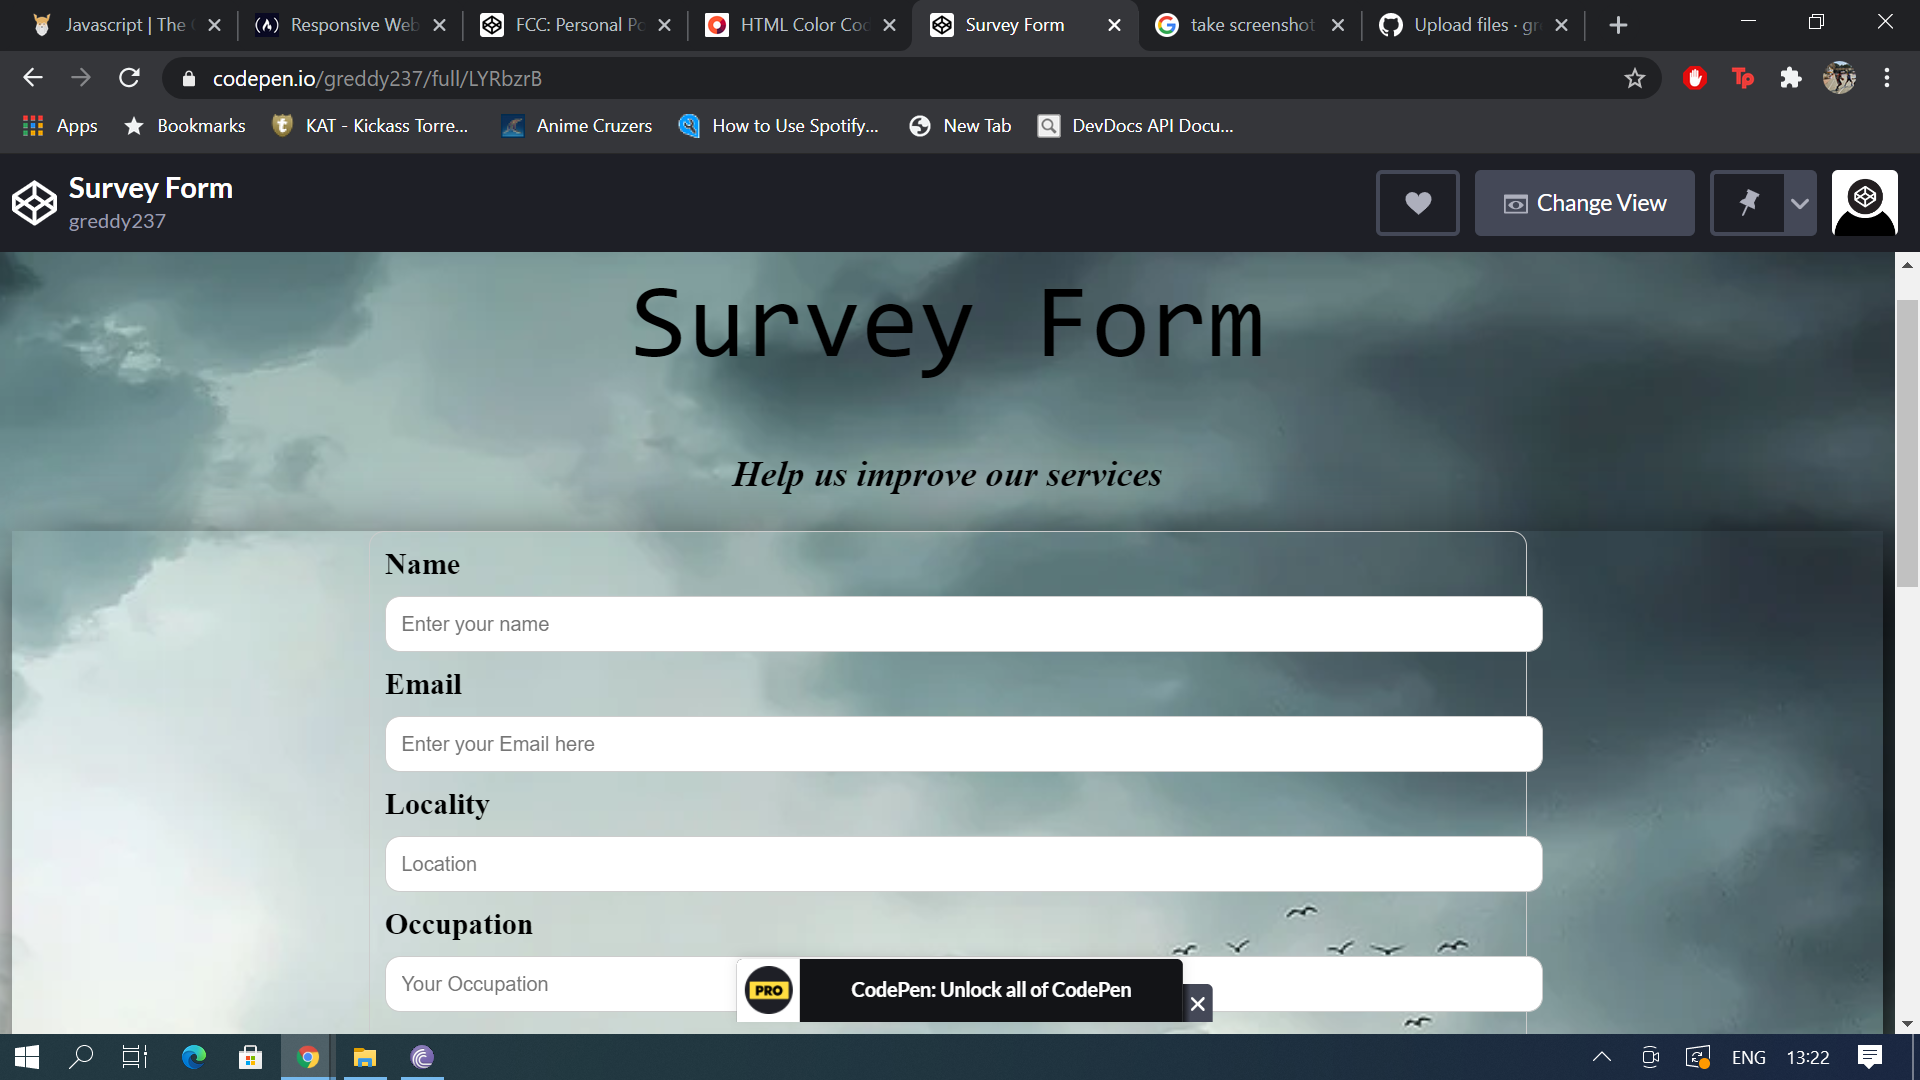 Javascript | The
Responsive Web
FCC: Personal Po
HTML Color Cod
Survey Form
take screenshot
Upload files · gr
codepen.io/greddy237/full/LYRbzrB
Tp
Apps
Bookmarks
KAT - Kickass Torre...
Anime Cruzers
How to Use Spotify...
New Tab
DevDocs API Docu...
Survey Form
greddy237
Change View
Survey Form
Help us improve our services
Name
Enter your name
Email
Enter your Email here
Locality
Location
Occupation
Your Occupation
PRO
CodePen: Unlock all of CodePen
ENG
13:22